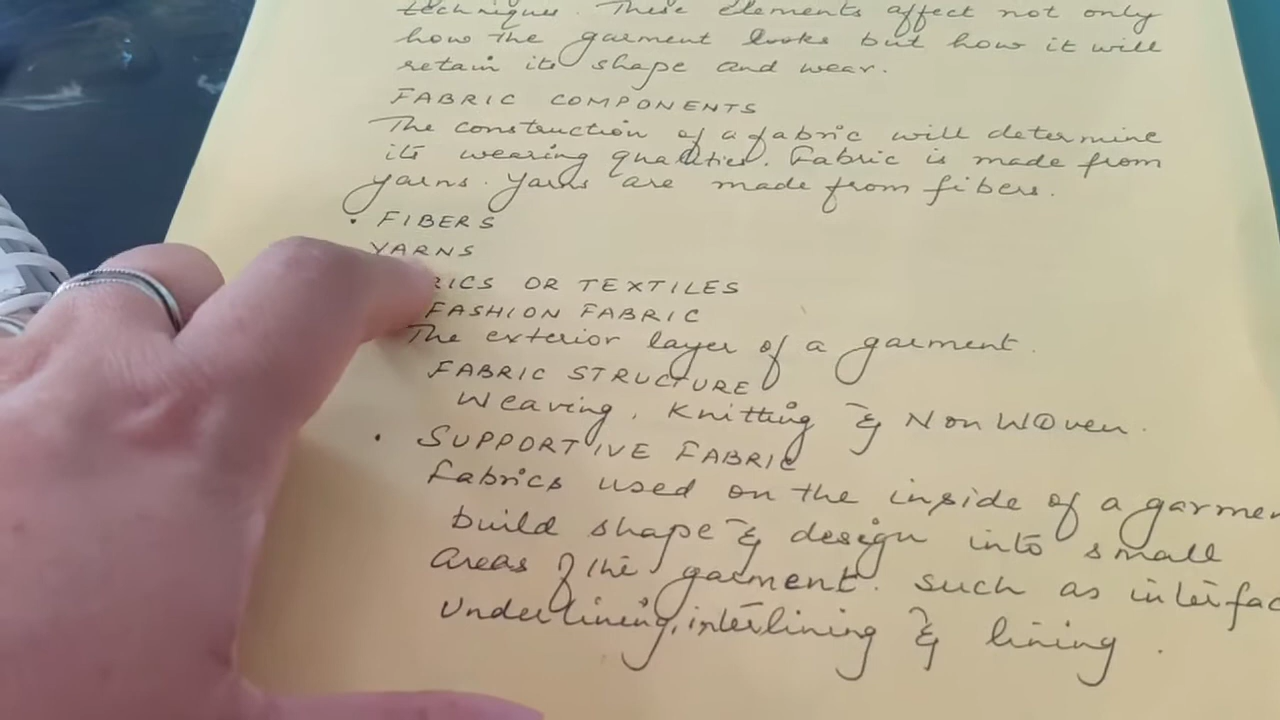 techniques. These elements affect not only
how the garment looks but how it will
retain its shape and wear.
FABRIC COMPONENTS
The construction of a fabric will determine
its wearing qualities. Fabric is made from
yarns. Yarns are made from fibers.
• FIBERS
YARNS
RICS OR TEXTILES
FASHION FABRIC
The exterior layer of a garment.
FABRIC STRUCTURE
Weaving, Knitting & Non Woven.
• SUPPORTIVE FABRIC
Fabrics used on the inside of a garmen
build shape & design into small
areas of the garment. such as interfac
Underlining, interlining & lining.